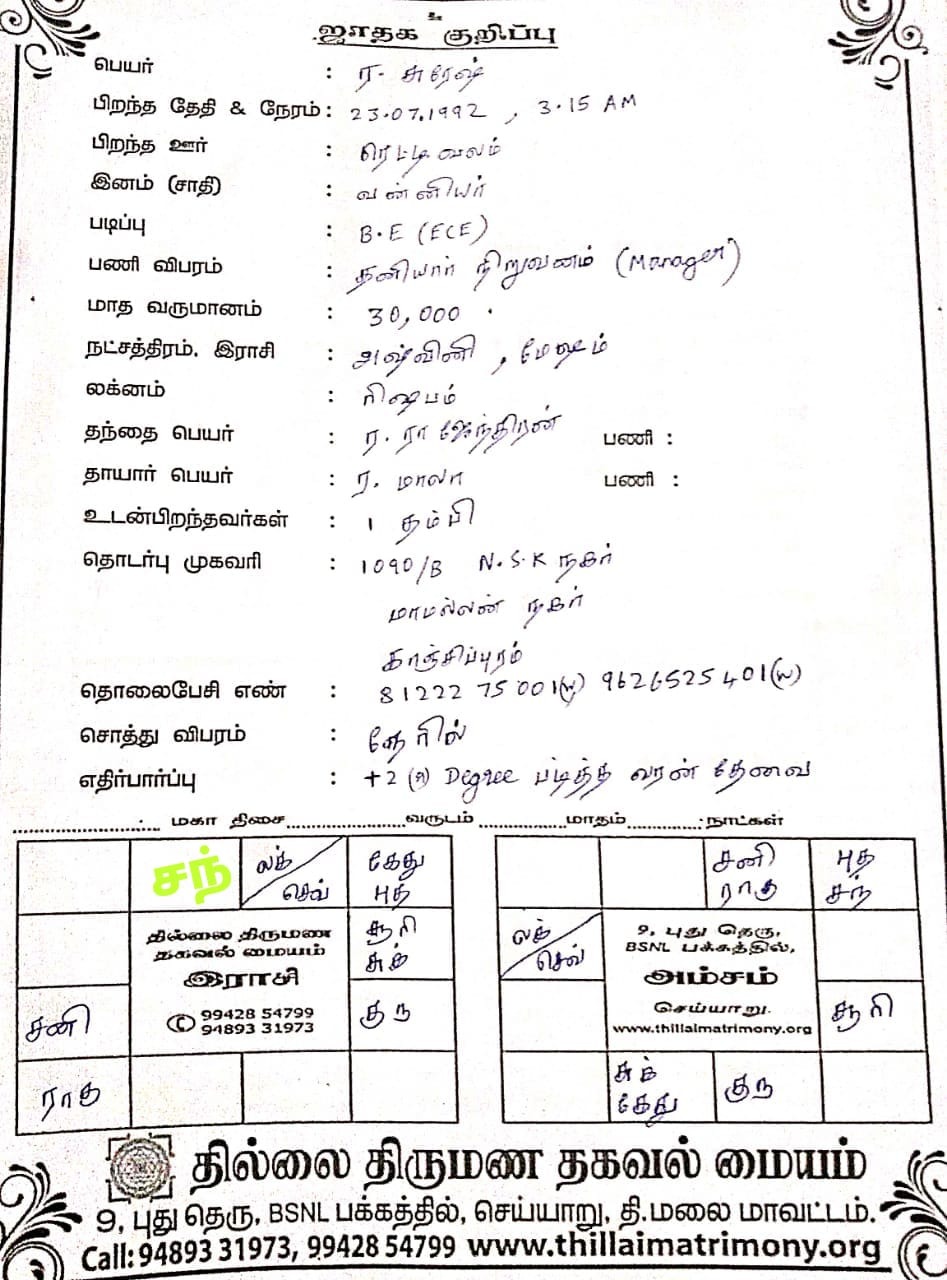 உ
ஜாதக குறிப்பு
பெயர் : ர. சுரேஷ்
பிறந்த தேதி & நேரம் : 23.07.1992 , 3.15 AM
பிறந்த ஊர் : ரெட்டிவலம்
இனம் (சாதி) : வன்னியர்
படிப்பு : B.E (ECE)
பணி விபரம் : தனியார் நிறுவனம் (Manager)
மாத வருமானம் : 30,000
நட்சத்திரம், இராசி : அஷ்வினி , மேஷம்
லக்னம் : ரிஷபம்
தந்தை பெயர் : ர. ராஜேந்திரன் பணி :
தாயார் பெயர் : ர. மாலா பணி :
உடன்பிறந்தவர்கள் : 1 தம்பி
தொடர்பு முகவரி : 1090/B N.S.K நகர்
மாமல்லன் நகர்
காஞ்சிப்புரம்
தொலைபேசி எண் : 81222 75001 9626525401
சொத்து விபரம் : நேரில்
எதிர்பார்ப்பு : +2 (or) Degree படித்த வரன் தேவை
மகா திசை வருடம் மாதம் நாட்கள்
சந் லக் / செவ் கேது புத
சூரி சுக்
தில்லை திருமண தகவல் மையம்
இராசி
99428 54799
94893 31973
சனி குரு
ராகு
சனி ராகு புத சந்
லக் / செவ்
9, புது தெரு,
BSNL பக்கத்தில்,
அம்சம்
செய்யாறு.
www.thillaimatrimony.org
சூரி
சுக் கேது குரு
தில்லை திருமண தகவல் மையம்
9, புது தெரு, BSNL பக்கத்தில், செய்யாறு, தி.மலை மாவட்டம்.
Call: 94893 31973, 99428 54799 www.thillaimatrimony.org